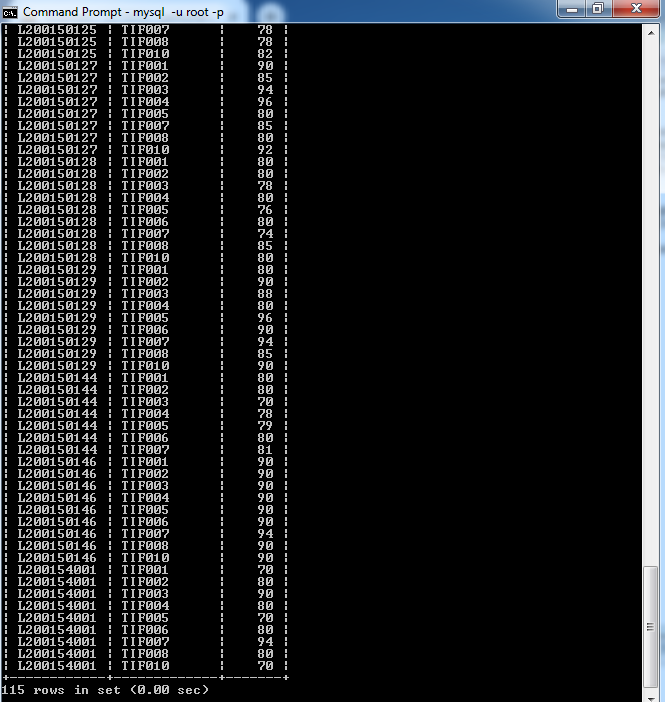 Command Prompt - mysql -u root -p
¦ L200150125 ¦ TIF007 ¦ 78 ¦
¦ L200150125 ¦ TIF008 ¦ 78 ¦
¦ L200150125 ¦ TIF010 ¦ 82 ¦
¦ L200150127 ¦ TIF001 ¦ 90 ¦
¦ L200150127 ¦ TIF002 ¦ 85 ¦
¦ L200150127 ¦ TIF003 ¦ 94 ¦
¦ L200150127 ¦ TIF004 ¦ 96 ¦
¦ L200150127 ¦ TIF005 ¦ 80 ¦
¦ L200150127 ¦ TIF007 ¦ 85 ¦
¦ L200150127 ¦ TIF008 ¦ 80 ¦
¦ L200150127 ¦ TIF010 ¦ 92 ¦
¦ L200150128 ¦ TIF001 ¦ 80 ¦
¦ L200150128 ¦ TIF002 ¦ 80 ¦
¦ L200150128 ¦ TIF003 ¦ 78 ¦
¦ L200150128 ¦ TIF004 ¦ 80 ¦
¦ L200150128 ¦ TIF005 ¦ 76 ¦
¦ L200150128 ¦ TIF006 ¦ 80 ¦
¦ L200150128 ¦ TIF007 ¦ 74 ¦
¦ L200150128 ¦ TIF008 ¦ 85 ¦
¦ L200150128 ¦ TIF010 ¦ 80 ¦
¦ L200150129 ¦ TIF001 ¦ 80 ¦
¦ L200150129 ¦ TIF002 ¦ 90 ¦
¦ L200150129 ¦ TIF003 ¦ 88 ¦
¦ L200150129 ¦ TIF004 ¦ 80 ¦
¦ L200150129 ¦ TIF005 ¦ 96 ¦
¦ L200150129 ¦ TIF006 ¦ 90 ¦
¦ L200150129 ¦ TIF007 ¦ 94 ¦
¦ L200150129 ¦ TIF008 ¦ 85 ¦
¦ L200150129 ¦ TIF010 ¦ 90 ¦
¦ L200150144 ¦ TIF001 ¦ 80 ¦
¦ L200150144 ¦ TIF002 ¦ 80 ¦
¦ L200150144 ¦ TIF003 ¦ 70 ¦
¦ L200150144 ¦ TIF004 ¦ 78 ¦
¦ L200150144 ¦ TIF005 ¦ 79 ¦
¦ L200150144 ¦ TIF006 ¦ 80 ¦
¦ L200150144 ¦ TIF007 ¦ 81 ¦
¦ L200150146 ¦ TIF001 ¦ 90 ¦
¦ L200150146 ¦ TIF002 ¦ 90 ¦
¦ L200150146 ¦ TIF003 ¦ 90 ¦
¦ L200150146 ¦ TIF004 ¦ 90 ¦
¦ L200150146 ¦ TIF005 ¦ 90 ¦
¦ L200150146 ¦ TIF006 ¦ 90 ¦
¦ L200150146 ¦ TIF007 ¦ 94 ¦
¦ L200150146 ¦ TIF008 ¦ 90 ¦
¦ L200150146 ¦ TIF010 ¦ 90 ¦
¦ L200154001 ¦ TIF001 ¦ 70 ¦
¦ L200154001 ¦ TIF002 ¦ 80 ¦
¦ L200154001 ¦ TIF003 ¦ 90 ¦
¦ L200154001 ¦ TIF004 ¦ 80 ¦
¦ L200154001 ¦ TIF005 ¦ 70 ¦
¦ L200154001 ¦ TIF006 ¦ 80 ¦
¦ L200154001 ¦ TIF007 ¦ 94 ¦
¦ L200154001 ¦ TIF008 ¦ 80 ¦
¦ L200154001 ¦ TIF010 ¦ 70 ¦
+------------+-------------+-------+
115 rows in set (0.00 sec)